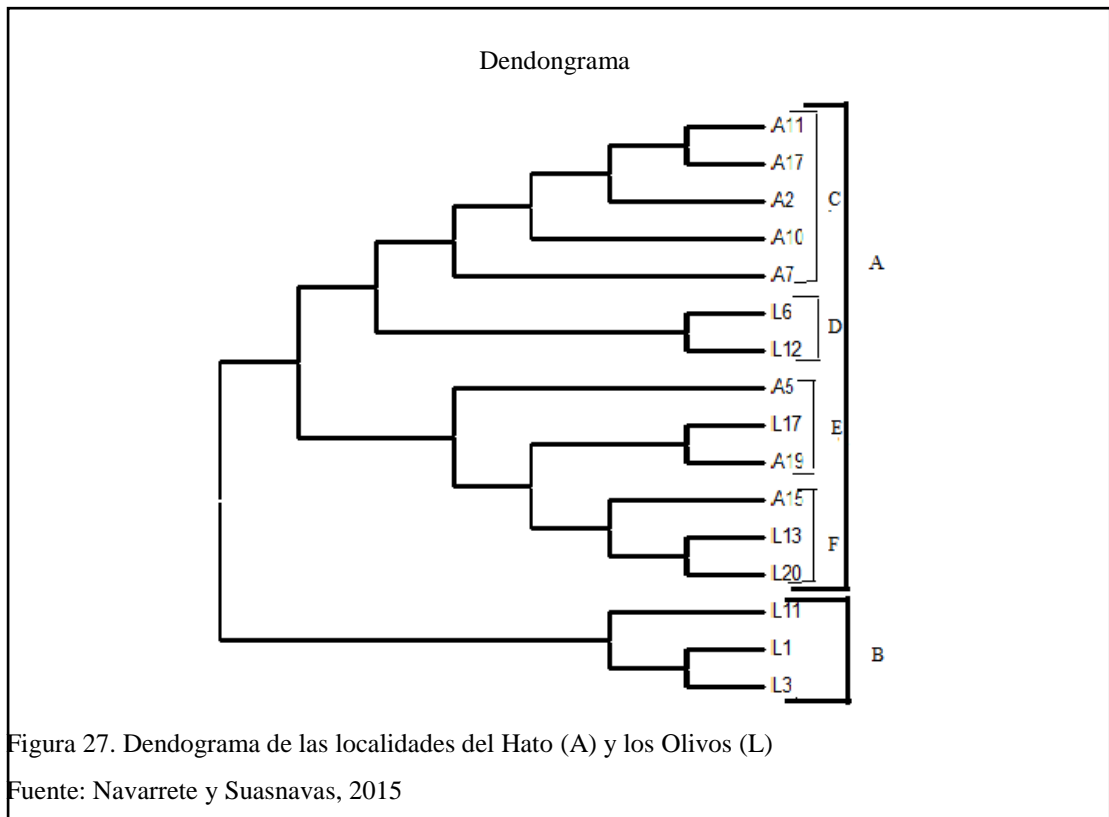 Dendongrama
A11
A17
A2
C
A10
A
A7
L6
D
L12
A5
L17
E
A19
A15
L13
F
L20
L11
L1
B
L3
Figura 27. Dendograma de las localidades del Hato (A) y los Olivos (L)
Fuente: Navarrete y Suasnavas, 2015